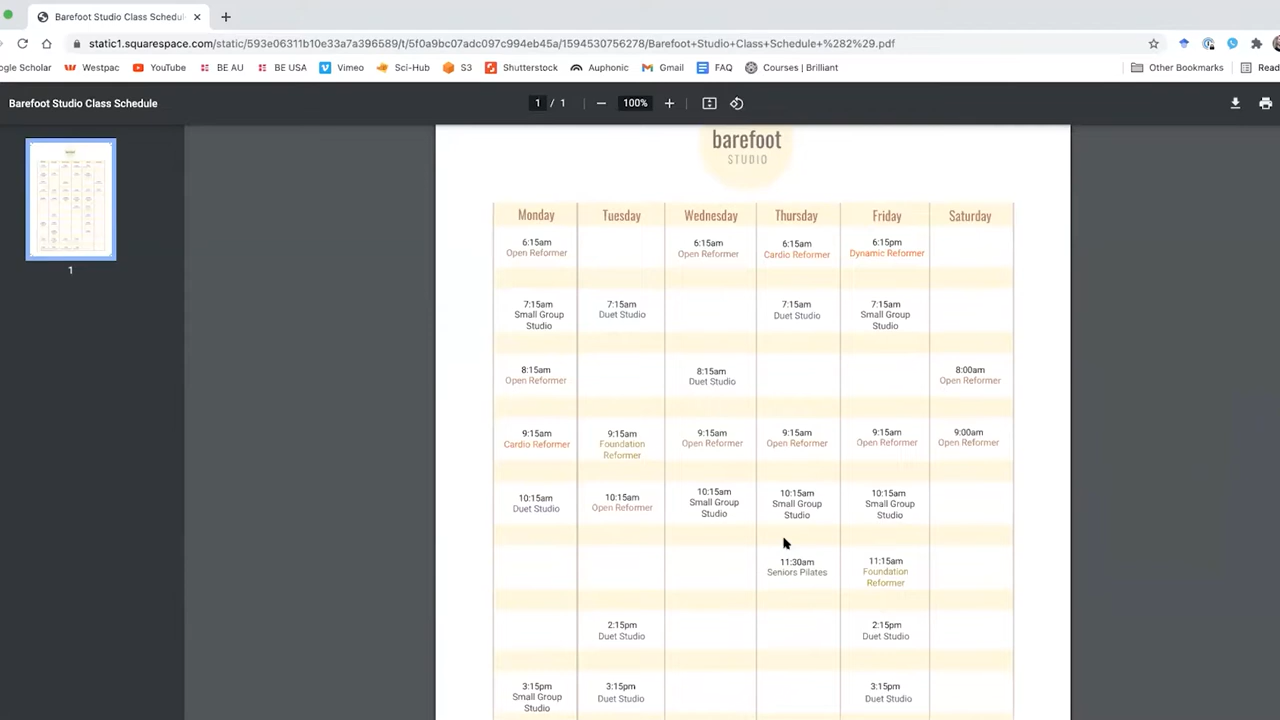 Barefoot Studio Class Schedul
static1.squarespace.com/static/593e06311b10e33a7a396589/t/5f0a9bc07adc097c994eb45a/1594530756278/Barefoot+Studio+Class+Schedule+%282%29.pdf
gle Scholar Westpac YouTube BE AU BE USA Vimeo Sci-Hub S3 Shutterstock Auphonic Gmail FAQ Courses | Brilliant Other Bookmarks Read
Barefoot Studio Class Schedule 1 / 1 100%
1
barefoot
STUDIO
Monday Tuesday Wednesday Thursday Friday Saturday
6:15am 6:15am 6:15am 6:15pm
Open Reformer Open Reformer Cardio Reformer Dynamic Reformer
7:15am 7:15am 7:15am 7:15am
Small Group Duet Studio Duet Studio Small Group
Studio Studio
8:15am 8:15am 8:00am
Open Reformer Duet Studio Open Reformer
9:15am 9:15am 9:15am 9:15am 9:15am 9:00am
Cardio Reformer Foundation Open Reformer Open Reformer Open Reformer Open Reformer
Reformer
10:15am 10:15am 10:15am 10:15am 10:15am
Duet Studio Open Reformer Small Group Small Group Small Group
Studio Studio Studio
11:30am 11:15am
Seniors Pilates Foundation
Reformer
2:15pm 2:15pm
Duet Studio Duet Studio
3:15pm 3:15pm 3:15pm
Small Group Duet Studio Duet Studio
Studio